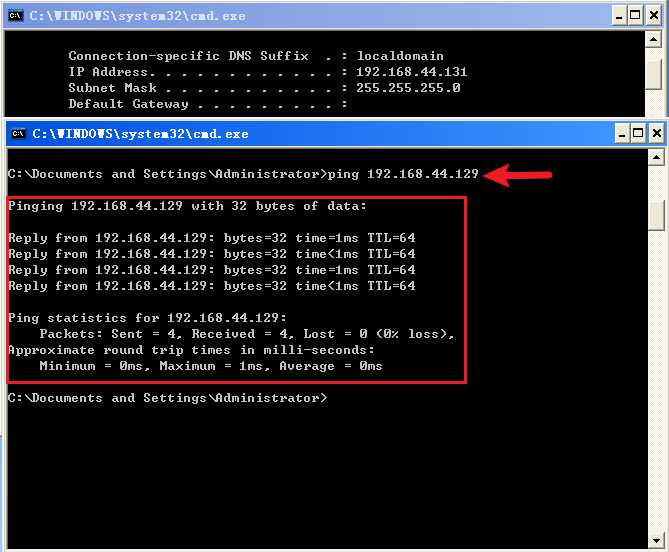 C:\WINDOWS\system32\cmd.exe
Connection-specific DNS Suffix  . : localdomain
IP Address. . . . . . . . . . . . : 192.168.44.131
Subnet Mask . . . . . . . . . . . : 255.255.255.0
Default Gateway . . . . . . . . . :
C:\WINDOWS\system32\cmd.exe
C:\Documents and Settings\Administrator>ping 192.168.44.129
Pinging 192.168.44.129 with 32 bytes of data:
Reply from 192.168.44.129: bytes=32 time=1ms TTL=64
Reply from 192.168.44.129: bytes=32 time<1ms TTL=64
Reply from 192.168.44.129: bytes=32 time=1ms TTL=64
Reply from 192.168.44.129: bytes=32 time<1ms TTL=64
Ping statistics for 192.168.44.129:
    Packets: Sent = 4, Received = 4, Lost = 0 (0% loss),
Approximate round trip times in milli-seconds:
    Minimum = 0ms, Maximum = 1ms, Average = 0ms
C:\Documents and Settings\Administrator>